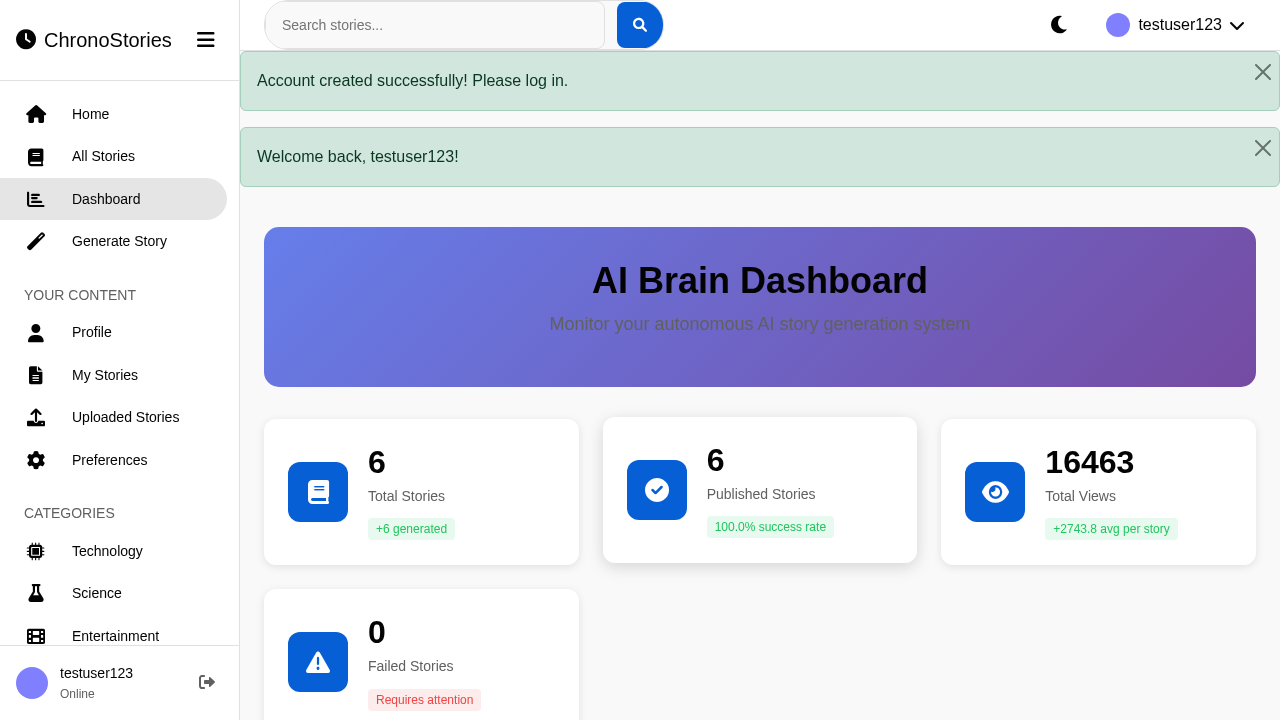 ChronoStories
Search stories...
testuser123
Account created successfully! Please log in.
Welcome back, testuser123!
Home
All Stories
Dashboard
Generate Story
YOUR CONTENT
Profile
My Stories
Uploaded Stories
Preferences
CATEGORIES
Technology
Science
Entertainment
testuser123
Online
AI Brain Dashboard
Monitor your autonomous AI story generation system
6
Total Stories
+6 generated
6
Published Stories
100.0% success rate
16463
Total Views
+2743.8 avg per story
0
Failed Stories
Requires attention